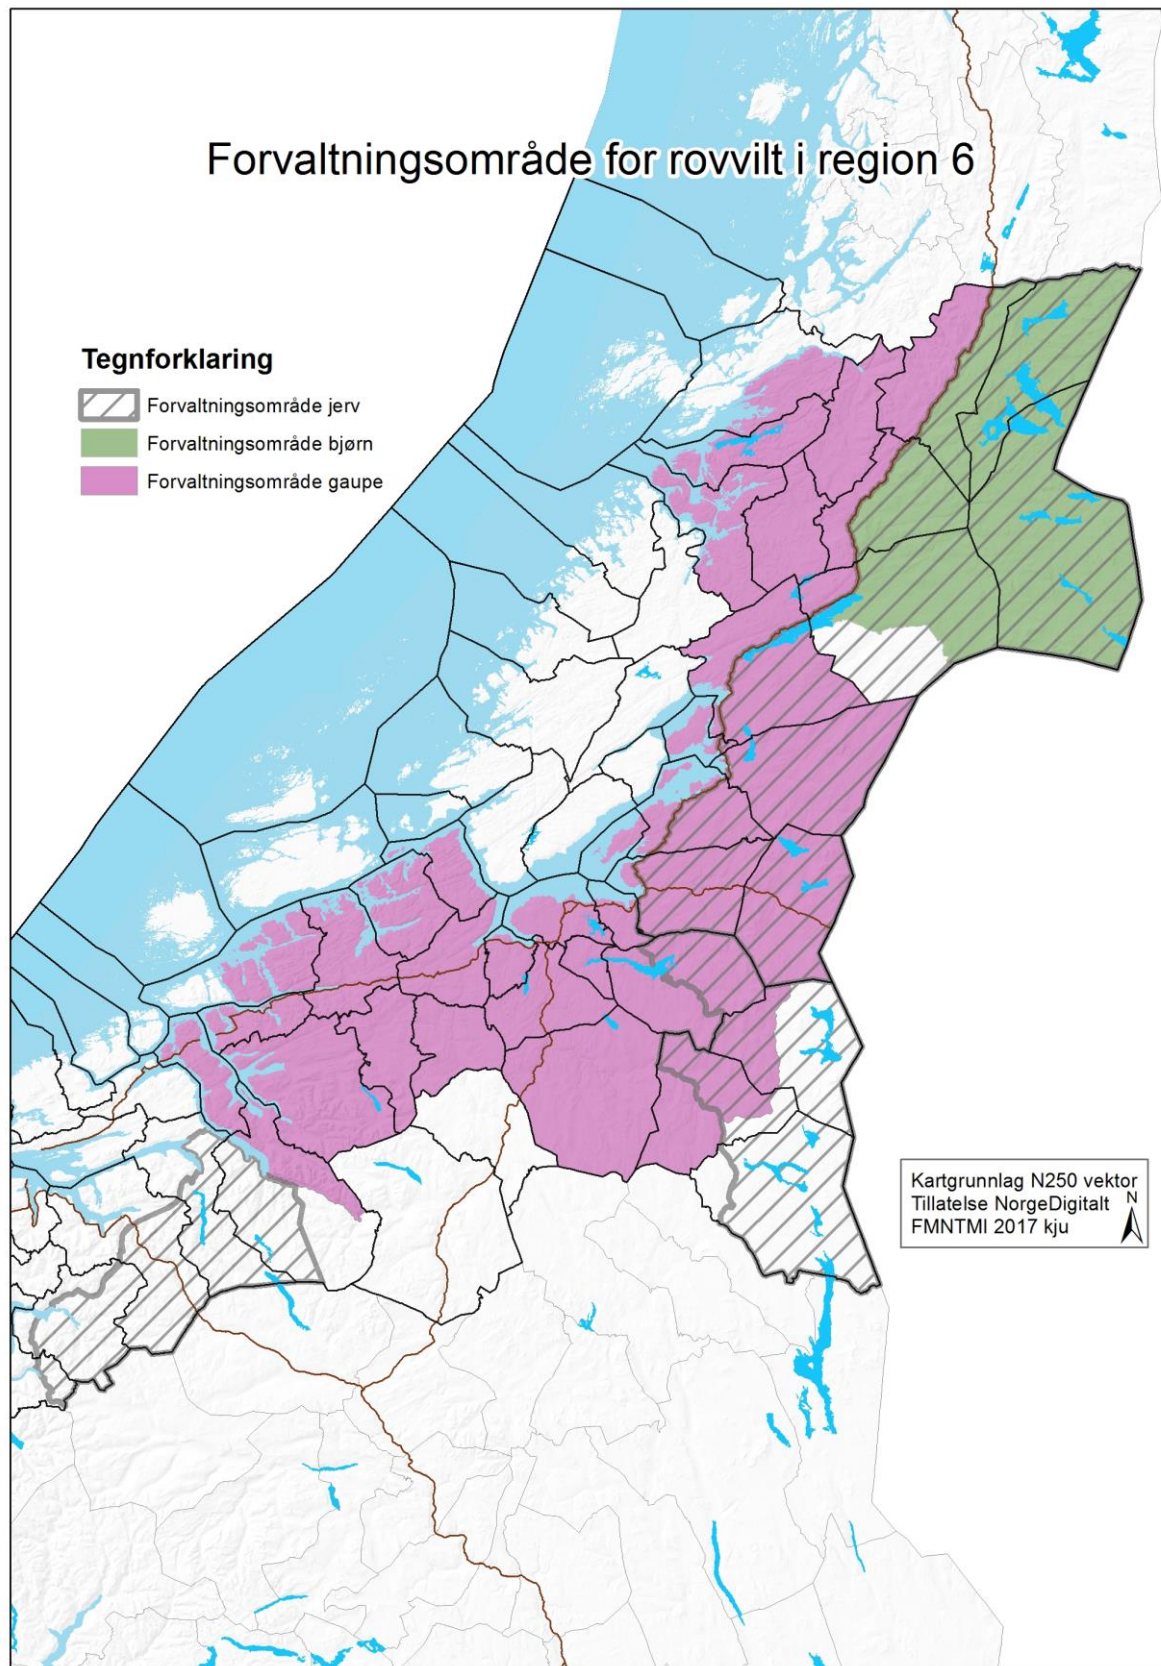 Forvaltningsområde for rovvilt i region 6
Tegnforklaring
Forvaltningsområde jerv
Forvaltningsområde bjørn
Forvaltningsområde gaupe
Kartgrunnlag N250 vektor
Tillatelse NorgeDigitalt
FMNTMI 2017 kju
N